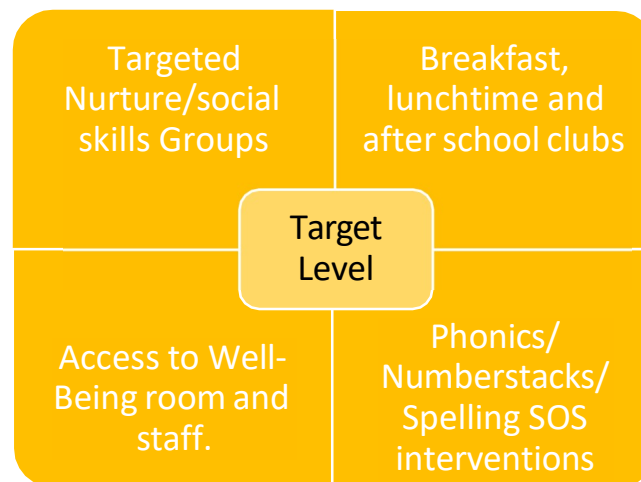 Targeted
Nurture/social
skills Groups
Breakfast,
lunchtime and
after school clubs
Target
Level
Access to Well-
Being room and
staff.
Phonics/
Numberstacks/
Spelling SOS
interventions